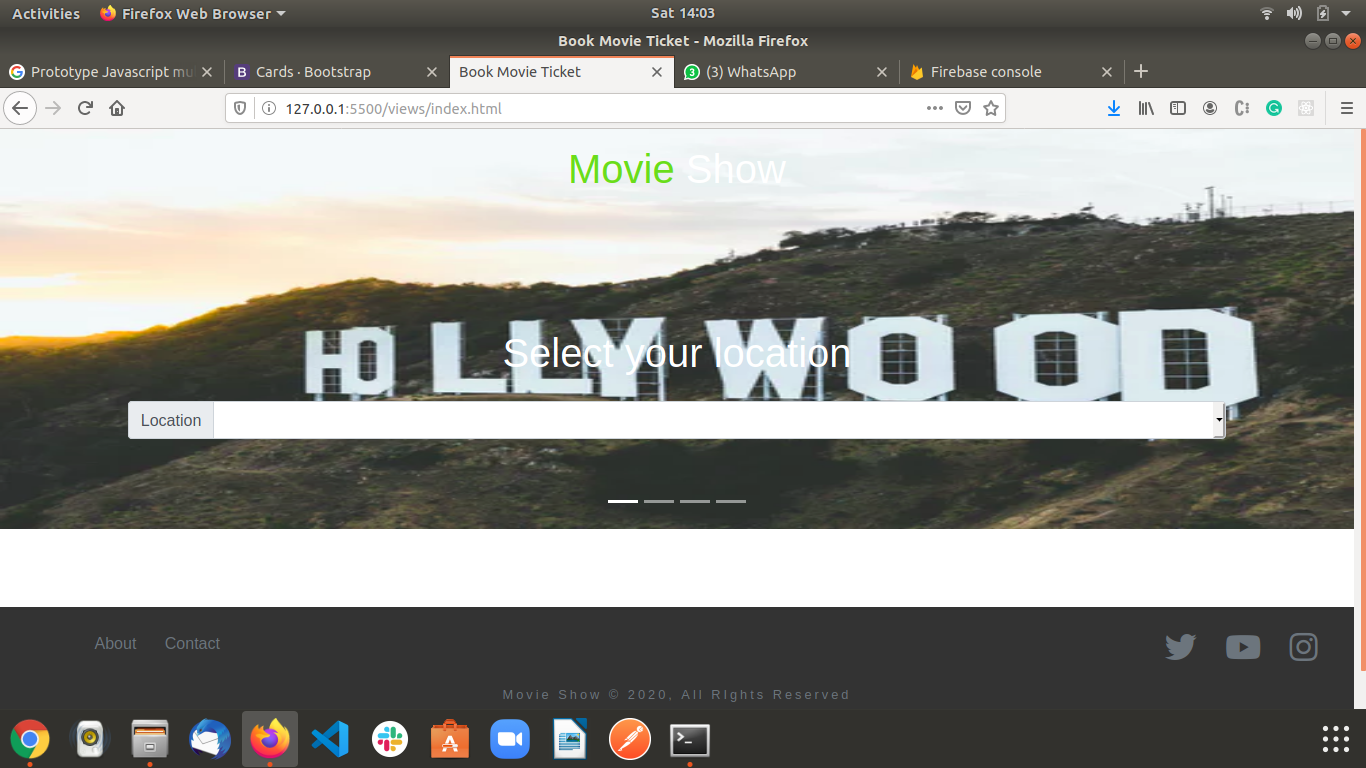 Activities Firefox Web Browser Sat 14:03
Book Movie Ticket - Mozilla Firefox
Prototype Javascript mu B Cards · Bootstrap Book Movie Ticket 3 (3) WhatsApp Firebase console
127.0.0.1:5500/views/index.html
Movie Show
HOLLYWOOD
Select your location
Location
About Contact
Movie Show © 2020, All RIghts Reserved